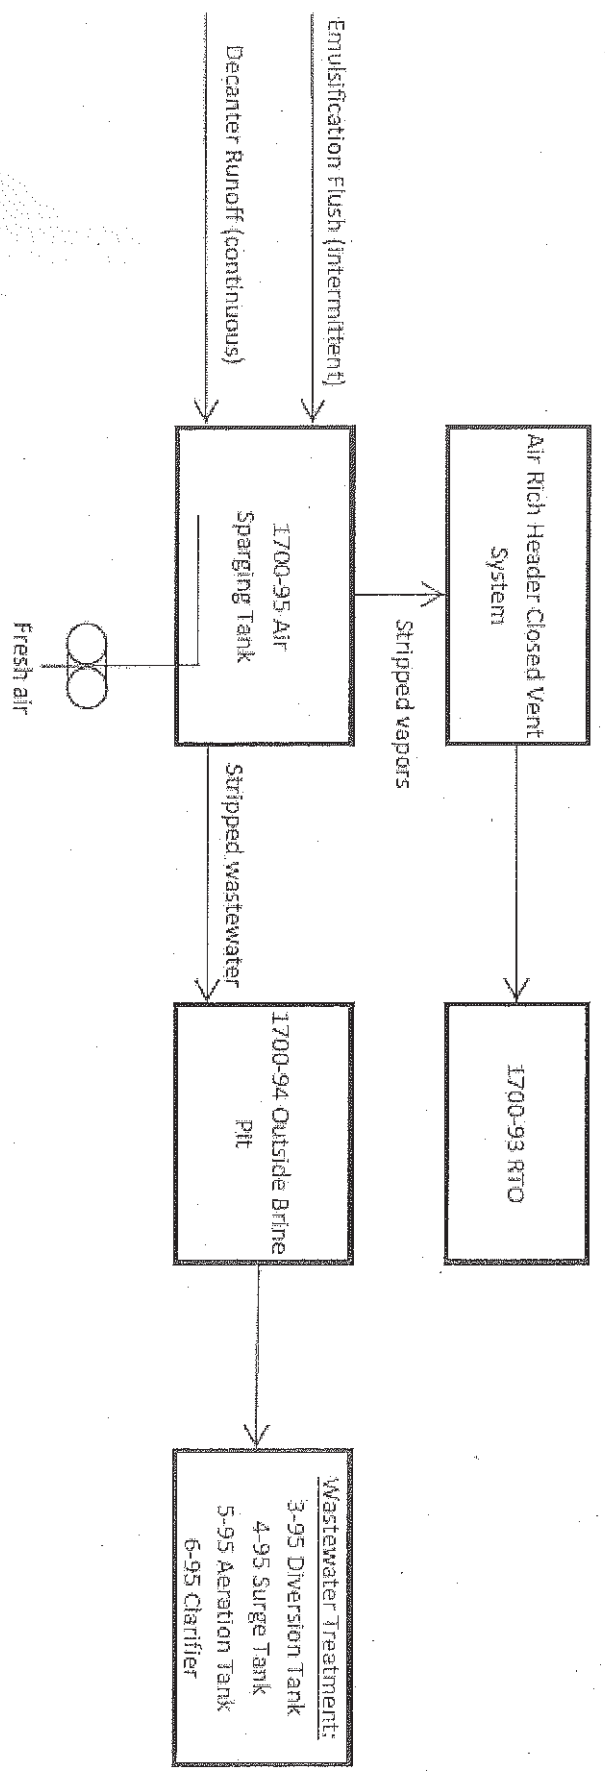 Air Rich Header Closed Vent
System
1700-93 RTO
Stripped vapors
Emulsification Flush (intermittent)
Decanter Runoff (continuous)
1700-95 Air
Sparging Tank
Stripped wastewater
1700-94 Outside Brine
Pit
Wastewater Treatment:
3-95 Diversion Tank
4-95 Surge Tank
5-95 Aeration Tank
6-95 Clarifier
Fresh air